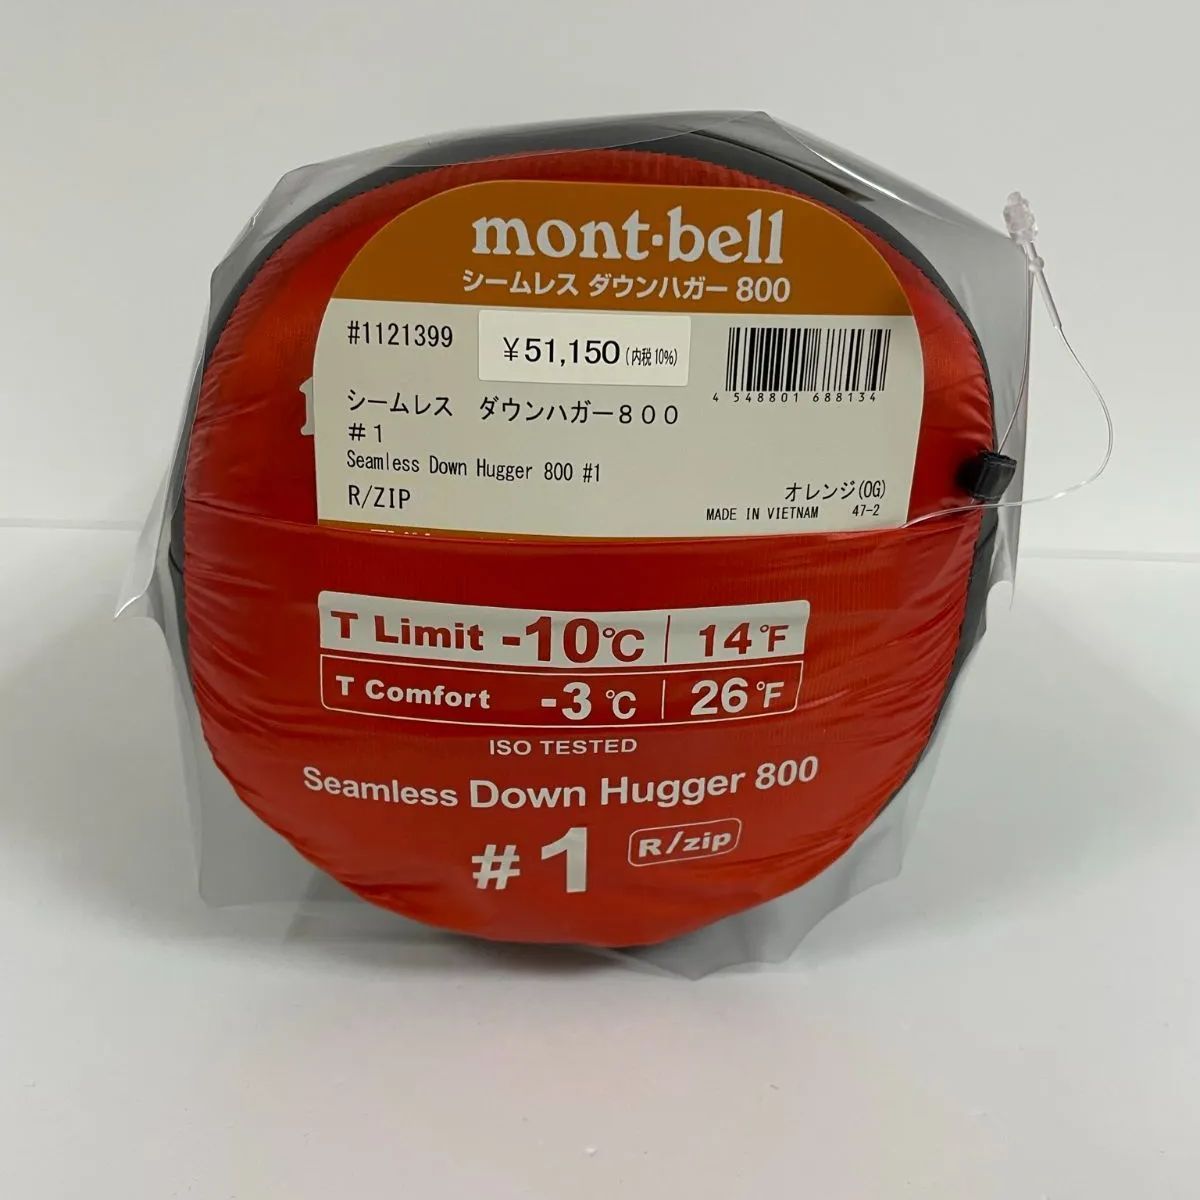 mont·bell
シームレス ダウンハガー 800
#1121399
¥51,150(内税10%)
4 548801 688134
シームレス　ダウンハガー８００
＃１
Seamless Down Hugger 800 #1
R/ZIP
オレンジ(OG)
MADE IN VIETNAM 47-2
T Limit -10℃ | 14°F
T Comfort -3℃ | 26°F
ISO TESTED
Seamless Down Hugger 800
#1 R/zip